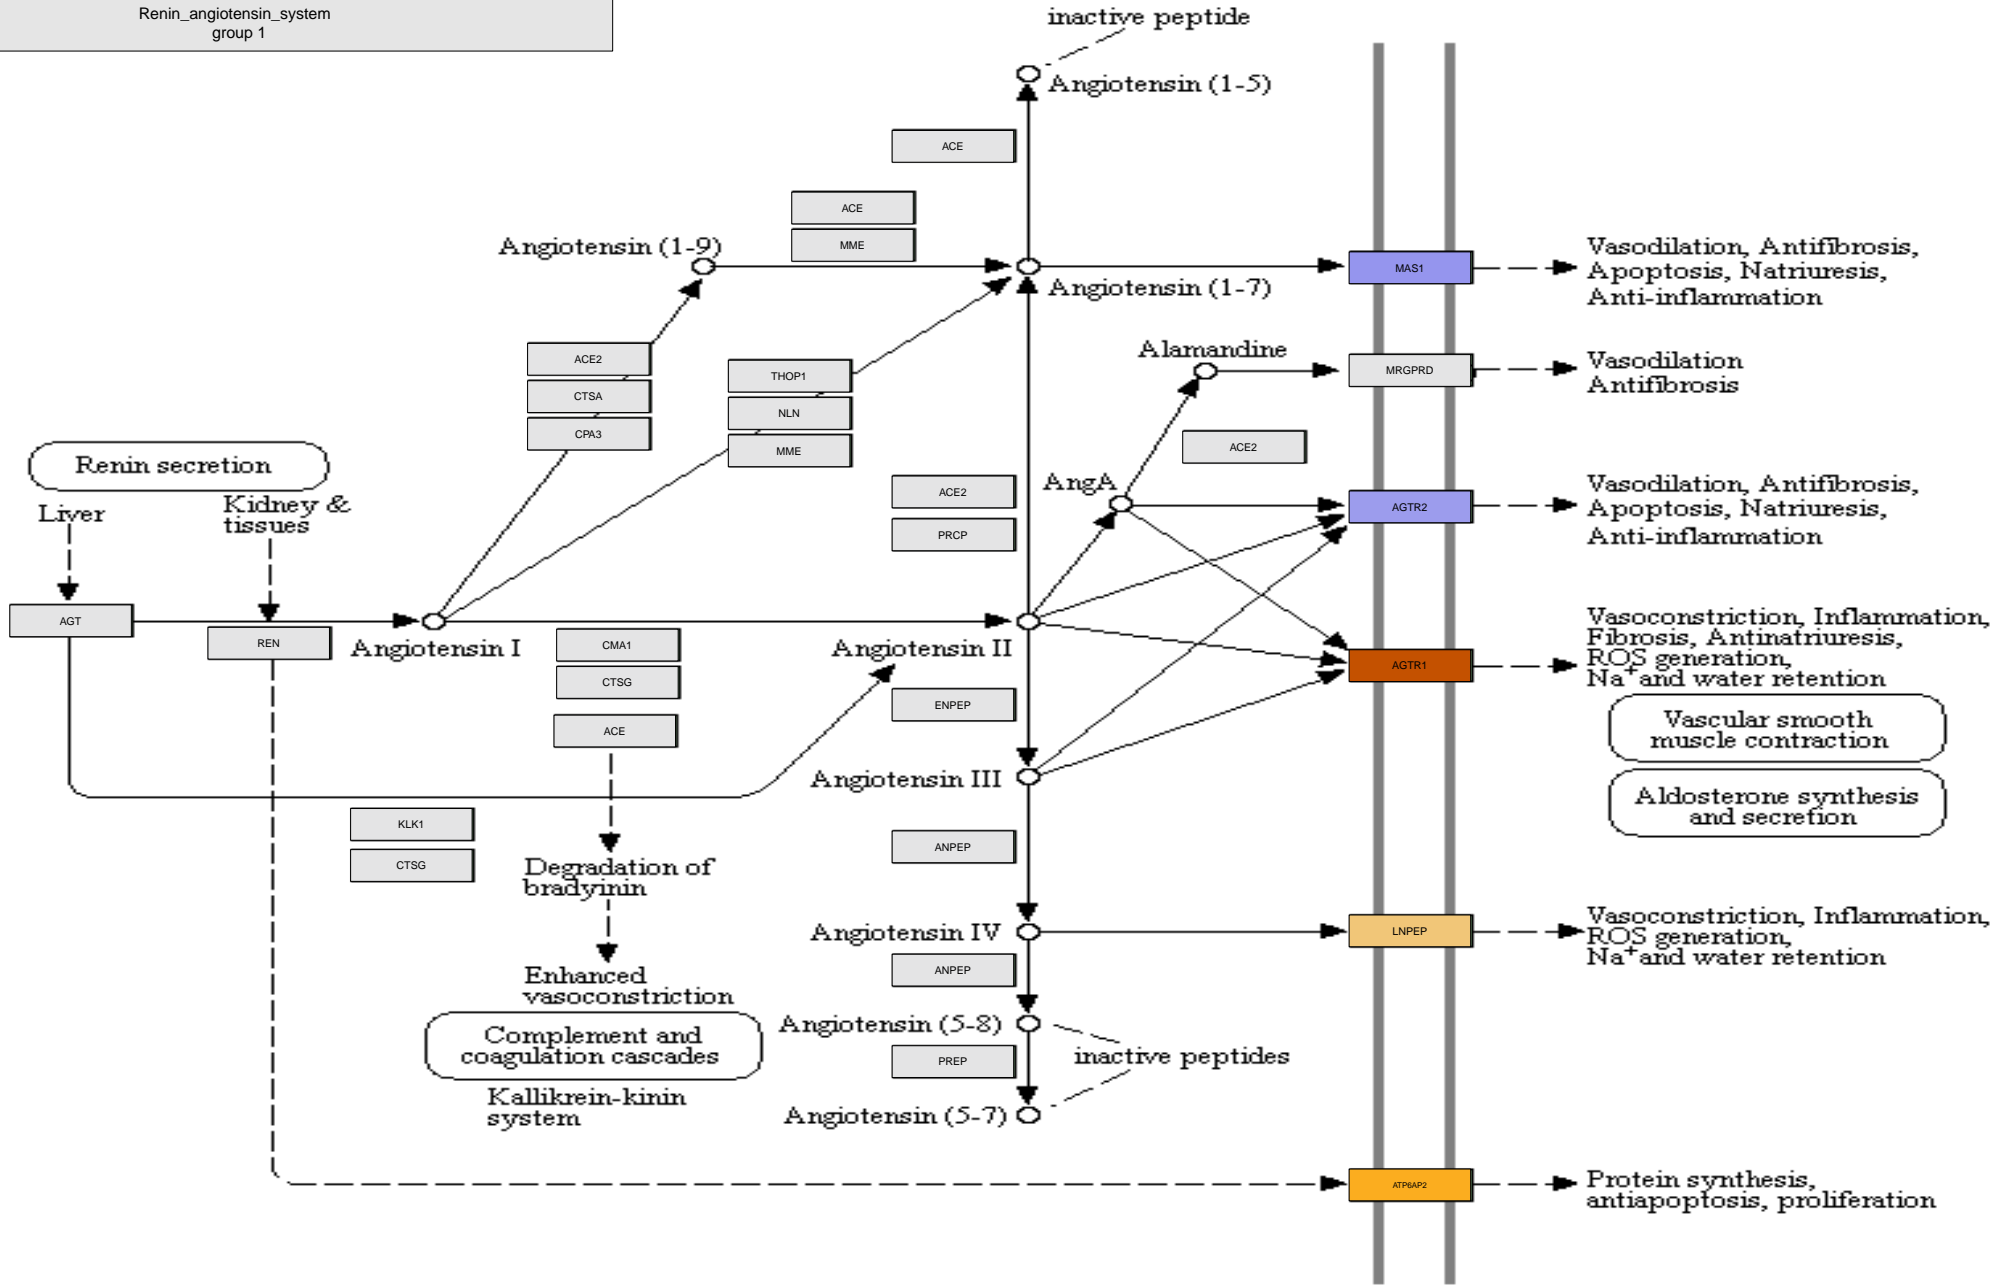 Renin_angiotensin_system
group 1
inactive peptide
Angiotensin (1-5)
ACE
ACE
MME
Angiotensin (1-9)
Angiotensin (1-7)
MAS1
Vasodilation, Antifibrosis,
Apoptosis, Natriuresis,
Anti-inflammation
ACE2
CTSA
CPA3
THOP1
NLN
MME
Alamandine
MRGPRD
Vasodilation
Antifibrosis
ACE2
Renin secretion
Liver
Kidney &
tissues
ACE2
PRCP
AngA
AGTR2
Vasodilation, Antifibrosis,
Apoptosis, Natriuresis,
Anti-inflammation
AGT
REN
Angiotensin I
CMA1
CTSG
ACE
Angiotensin II
ENPEP
AGTR1
Vasoconstriction, Inflammation,
Fibrosis, Antinatriuresis,
ROS generation,
Na+ and water retention
Vascular smooth
muscle contraction
Aldosterone synthesis
and secretion
Angiotensin III
KLK1
CTSG
Degradation of
bradyinin
ANPEP
Enhanced
vasoconstriction
Angiotensin IV
LNPEP
Vasoconstriction, Inflammation,
ROS generation,
Na+ and water retention
ANPEP
Complement and
coagulation cascades
Kallikrein-kinin
system
Angiotensin (5-8)
PREP
inactive peptides
Angiotensin (5-7)
ATP6AP2
Protein synthesis,
antiapoptosis, proliferation